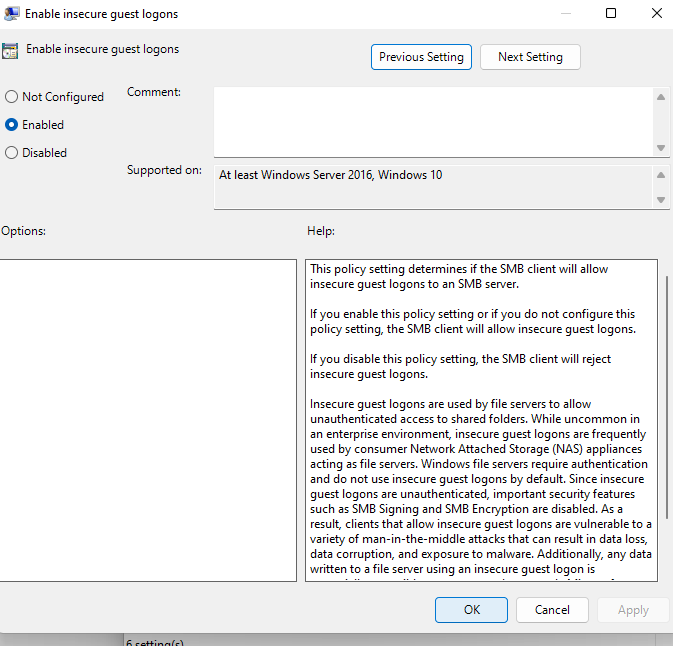 Enable insecure guest logons
Enable insecure guest logons
Previous Setting
Next Setting
Not Configured
Enabled
Disabled
Comment:
Supported on:
At least Windows Server 2016, Windows 10
Options:
Help:
This policy setting determines if the SMB client will allow
insecure guest logons to an SMB server.
If you enable this policy setting or if you do not configure this
policy setting, the SMB client will allow insecure guest logons.
If you disable this policy setting, the SMB client will reject
insecure guest logons.
Insecure guest logons are used by file servers to allow
unauthenticated access to shared folders. While uncommon in
an enterprise environment, insecure guest logons are frequently
used by consumer Network Attached Storage (NAS) appliances
acting as file servers. Windows file servers require authentication
and do not use insecure guest logons by default. Since insecure
guest logons are unauthenticated, important security features
such as SMB Signing and SMB Encryption are disabled. As a
result, clients that allow insecure guest logons are vulnerable to a
variety of man-in-the-middle attacks that can result in data loss,
data corruption, and exposure to malware. Additionally, any data
written to a file server using an insecure guest logon is
OK
Cancel
Apply
6 setting(s)